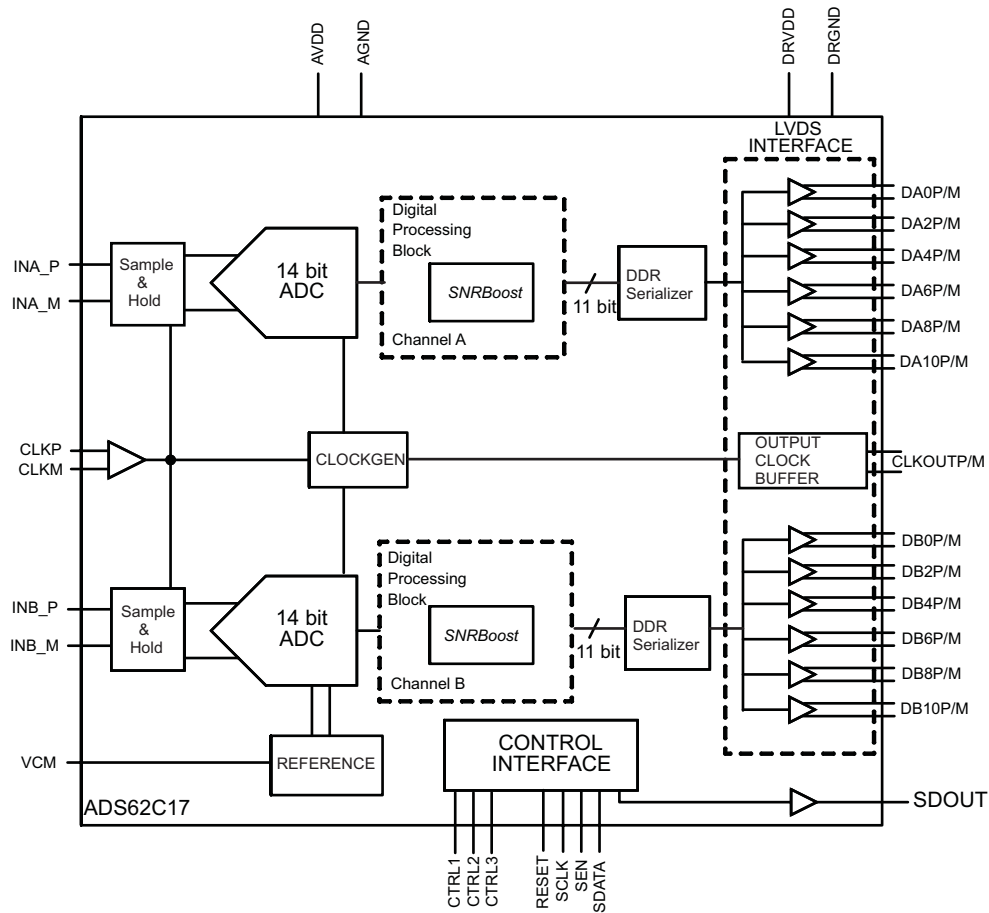 AVDD
AGND
DRVDD
DRGND
LVDS
INTERFACE
INA_P
INA_M
Sample
&
Hold
14 bit
ADC
Digital
Processing
Block
SNRBoost
Channel A
11 bit
DDR
Serializer
DA0P/M
DA2P/M
DA4P/M
DA6P/M
DA8P/M
DA10P/M
CLKP
CLKM
CLOCKGEN
OUTPUT
CLOCK
BUFFER
CLKOUTP/M
INB_P
INB_M
Sample
&
Hold
14 bit
ADC
Digital
Processing
Block
SNRBoost
Channel B
11 bit
DDR
Serializer
DB0P/M
DB2P/M
DB4P/M
DB6P/M
DB8P/M
DB10P/M
VCM
REFERENCE
CONTROL
INTERFACE
SDOUT
ADS62C17
CTRL1
CTRL2
CTRL3
RESET
SCLK
SEN
SDATA